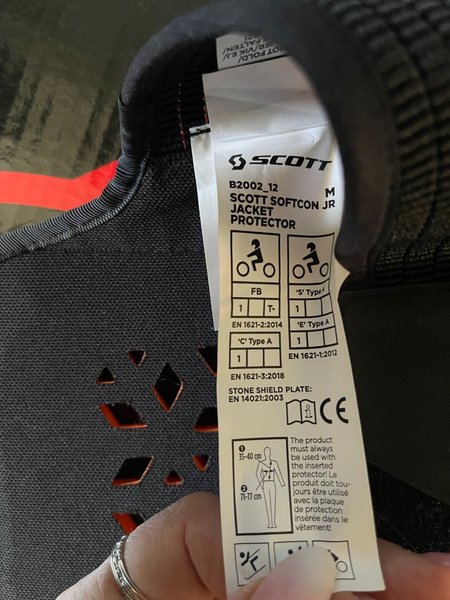 SCOTT
B2002_12 M
SCOTT SOFTCON JR
JACKET
PROTECTOR
FB
1 T-
EN 1621-2:2014
'C' Type A
1
EN 1621-3:2018
'S' Type A
1
'E' Type A
1
EN 1621-1:2012
STONE SHIELD PLATE:
EN 14021:2003
i CE
1
35-40 cm
2
71-77 cm
The product
must always
be used with
the inserted
protector! Le
produit doit tou-
jours être utilisé
avec la plaque
de protection
insérée dans le
vêtement!